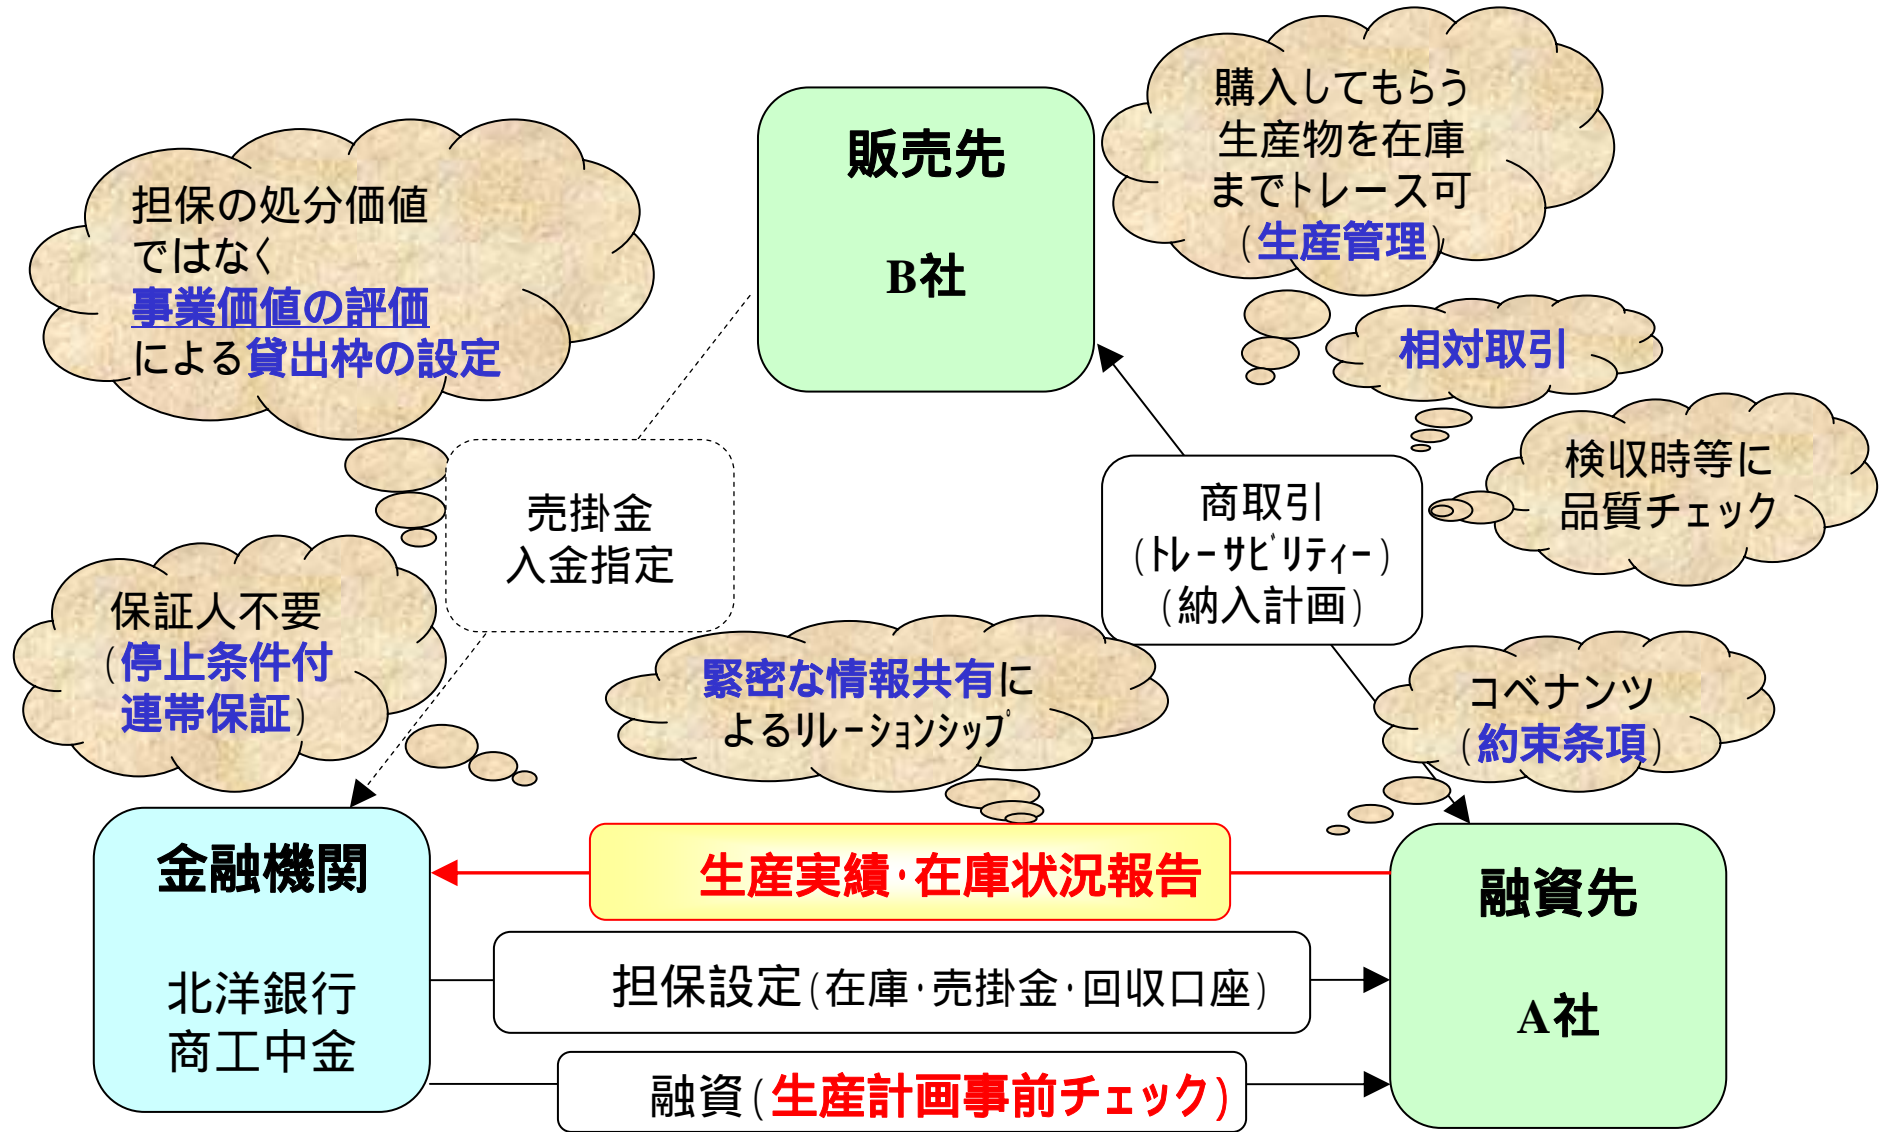 購入してもらう
生産物を在庫
までトレース可
(生産管理)
販売先
B社
担保の処分価値
ではなく
事業価値の評価
による貸出枠の設定
相対取引
検収時等に
品質チェック
売掛金
入金指定
商取引
(トレーサビリティー)
(納入計画)
保証人不要
(停止条件付
連帯保証)
緊密な情報共有に
よるリレーションシップ
コベナンツ
(約束条項)
金融機関
北洋銀行
商工中金
生産実績・在庫状況報告
担保設定(在庫・売掛金・回収口座)
融資(生産計画事前チェック)
融資先
A社